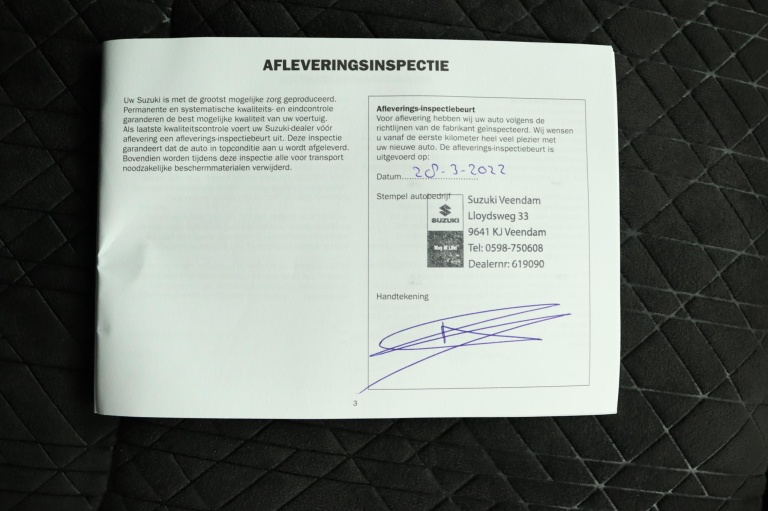 AFLEVERINGSINSPECTIE
Uw Suzuki is met de grootst mogelijke zorg geproduceerd.
Permanente en systematische kwaliteits- en eindcontrole
garanderen de best mogelijke kwaliteit van uw voertuig.
Als laatste kwaliteitscontrole voert uw Suzuki-dealer vóór
aflevering een afleverings-inspectiebeurt uit. Deze inspectie
garandeert dat de auto in topconditie aan u wordt afgeleverd.
Bovendien worden tijdens deze inspectie alle voor transport
noodzakelijke beschermmaterialen verwijderd.
Afleverings-inspectiebeurt
Voor aflevering hebben wij uw auto volgens de
richtlijnen van de fabrikant geïnspecteerd. Wij wensen
u vanaf de eerste kilometer heel veel plezier met
uw nieuwe auto. De afleverings-inspectiebeurt is
uitgevoerd op:
Datum 28-3-2022
Stempel autobedrijf
SUZUKI
Way of Life!
Suzuki Veendam
Lloydsweg 33
9641 KJ Veendam
Tel: 0598-750608
Dealernr: 619090
Handtekening
3